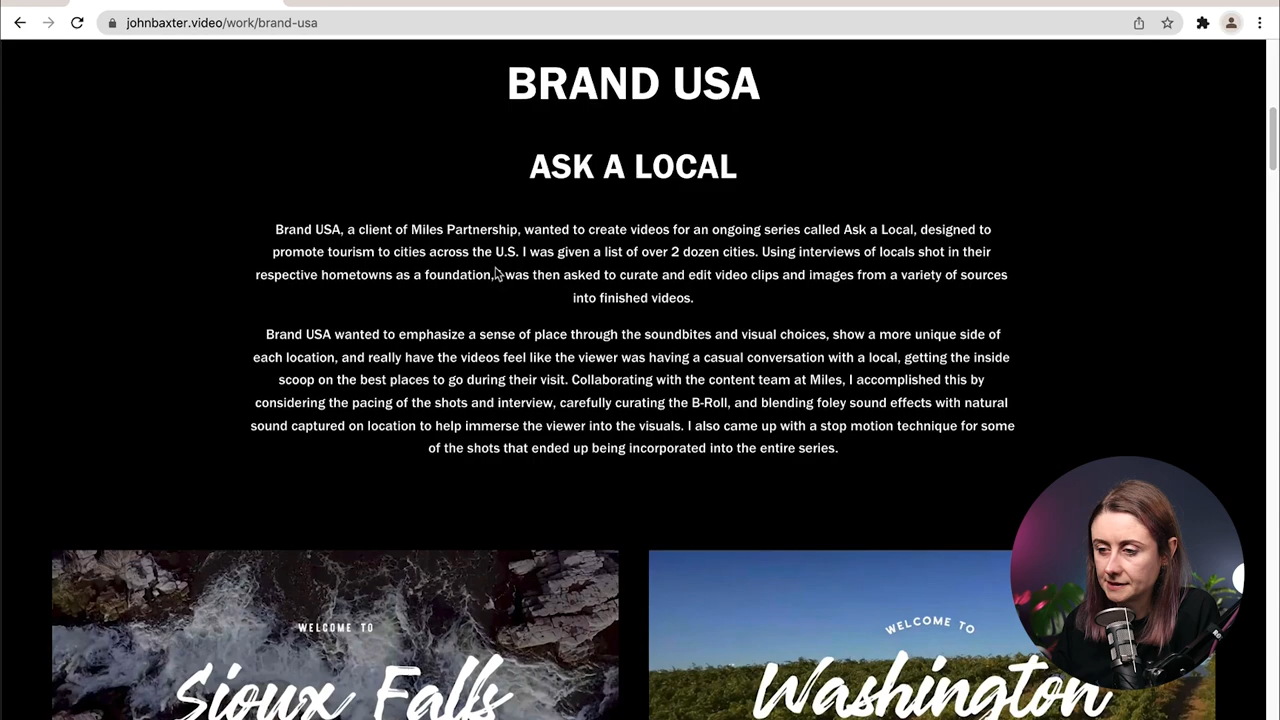 johnbaxter.video/work/brand-usa
BRAND USA
ASK A LOCAL
Brand USA, a client of Miles Partnership, wanted to create videos for an ongoing series called Ask a Local, designed to
promote tourism to cities across the U.S. I was given a list of over 2 dozen cities. Using interviews of locals shot in their
respective hometowns as a foundation, I was then asked to curate and edit video clips and images from a variety of sources
into finished videos.
Brand USA wanted to emphasize a sense of place through the soundbites and visual choices, show a more unique side of
each location, and really have the videos feel like the viewer was having a casual conversation with a local, getting the inside
scoop on the best places to go during their visit. Collaborating with the content team at Miles, I accomplished this by
considering the pacing of the shots and interview, carefully curating the B-Roll, and blending foley sound effects with natural
sound captured on location to help immerse the viewer into the visuals. I also came up with a stop motion technique for some
of the shots that ended up being incorporated into the entire series.
WELCOME TO
Sioux Falls
WELCOME TO
Washington